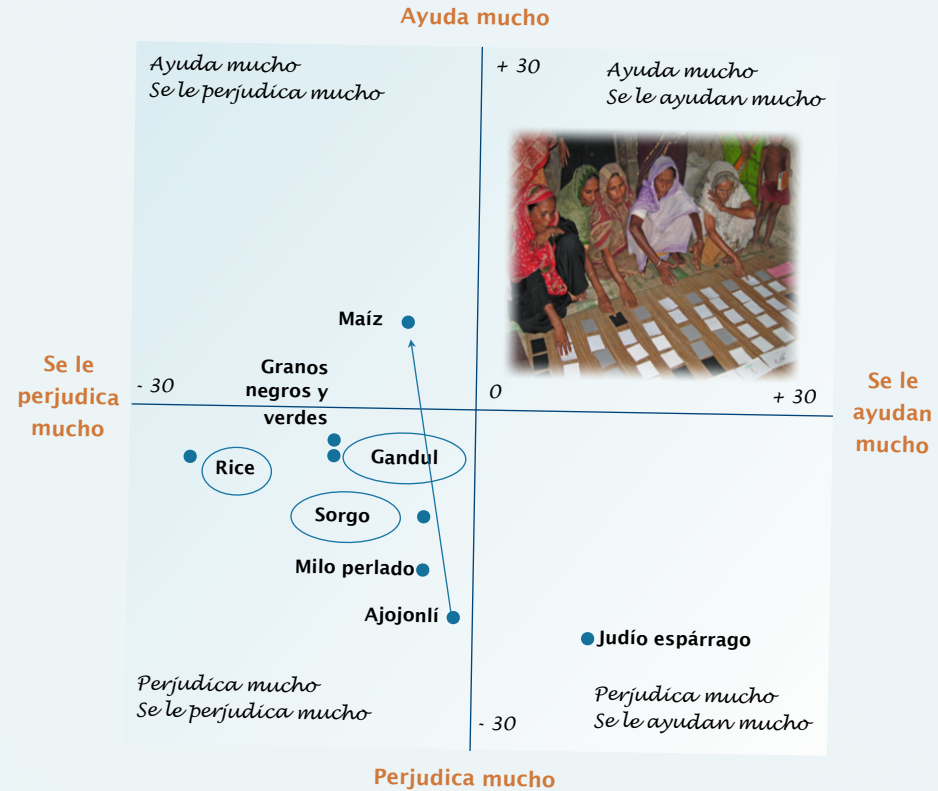 Ayuda mucho
Ayuda mucho
Se le perjudica mucho
+ 30
Ayuda mucho
Se le ayudan mucho
Maíz
Granos
negros y
verdes
Se le
perjudica
mucho
- 30
0
+ 30
Se le
ayudan
mucho
Rice
Gandul
Sorgo
Milo perlado
Ajojonlí
Judío espárrago
Perjudica mucho
Se le perjudica mucho
- 30
Perjudica mucho
Se le ayudan mucho
Perjudica mucho